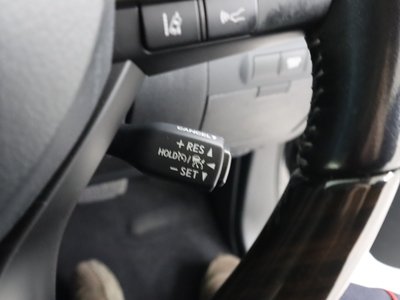 CANCEL
+ RES ▲
HOLD
− SET ▼